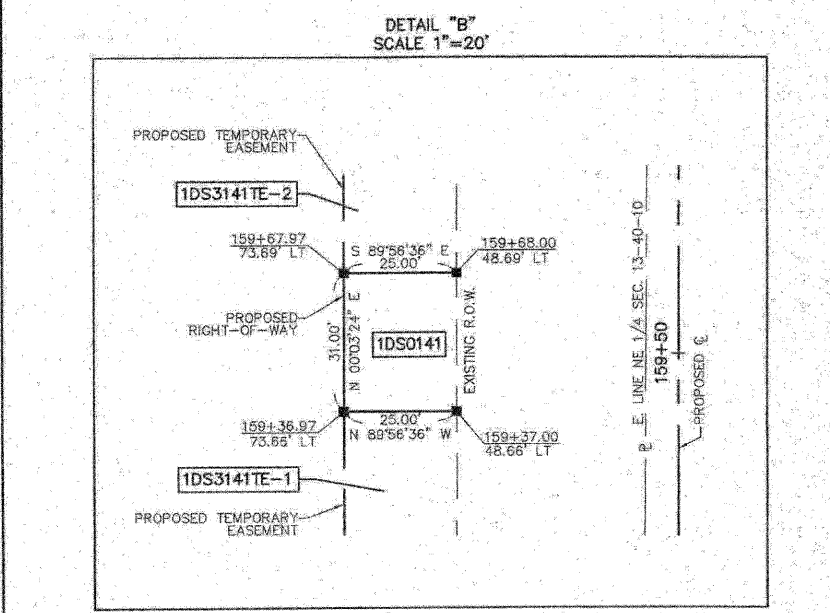 DETAIL "B"
SCALE 1"=20'
PROPOSED TEMPORARY
EASEMENT
1DS3141TE-2
159+67.97
73.69' LT
S 89°56'36" E
25.00'
159+68.00
48.69' LT
PROPOSED
RIGHT-OF-WAY
31.00'
N 00°03'24" E
1DS0141
EXISTING R.O.W.
159+36.97
73.66' LT
25.00'
N 89°56'36" W
159+37.00
48.66' LT
1DS3141TE-1
PROPOSED TEMPORARY
EASEMENT
℄ E. LINE NE 1/4 SEC. 13-40-10
159+50
PROPOSED ℄